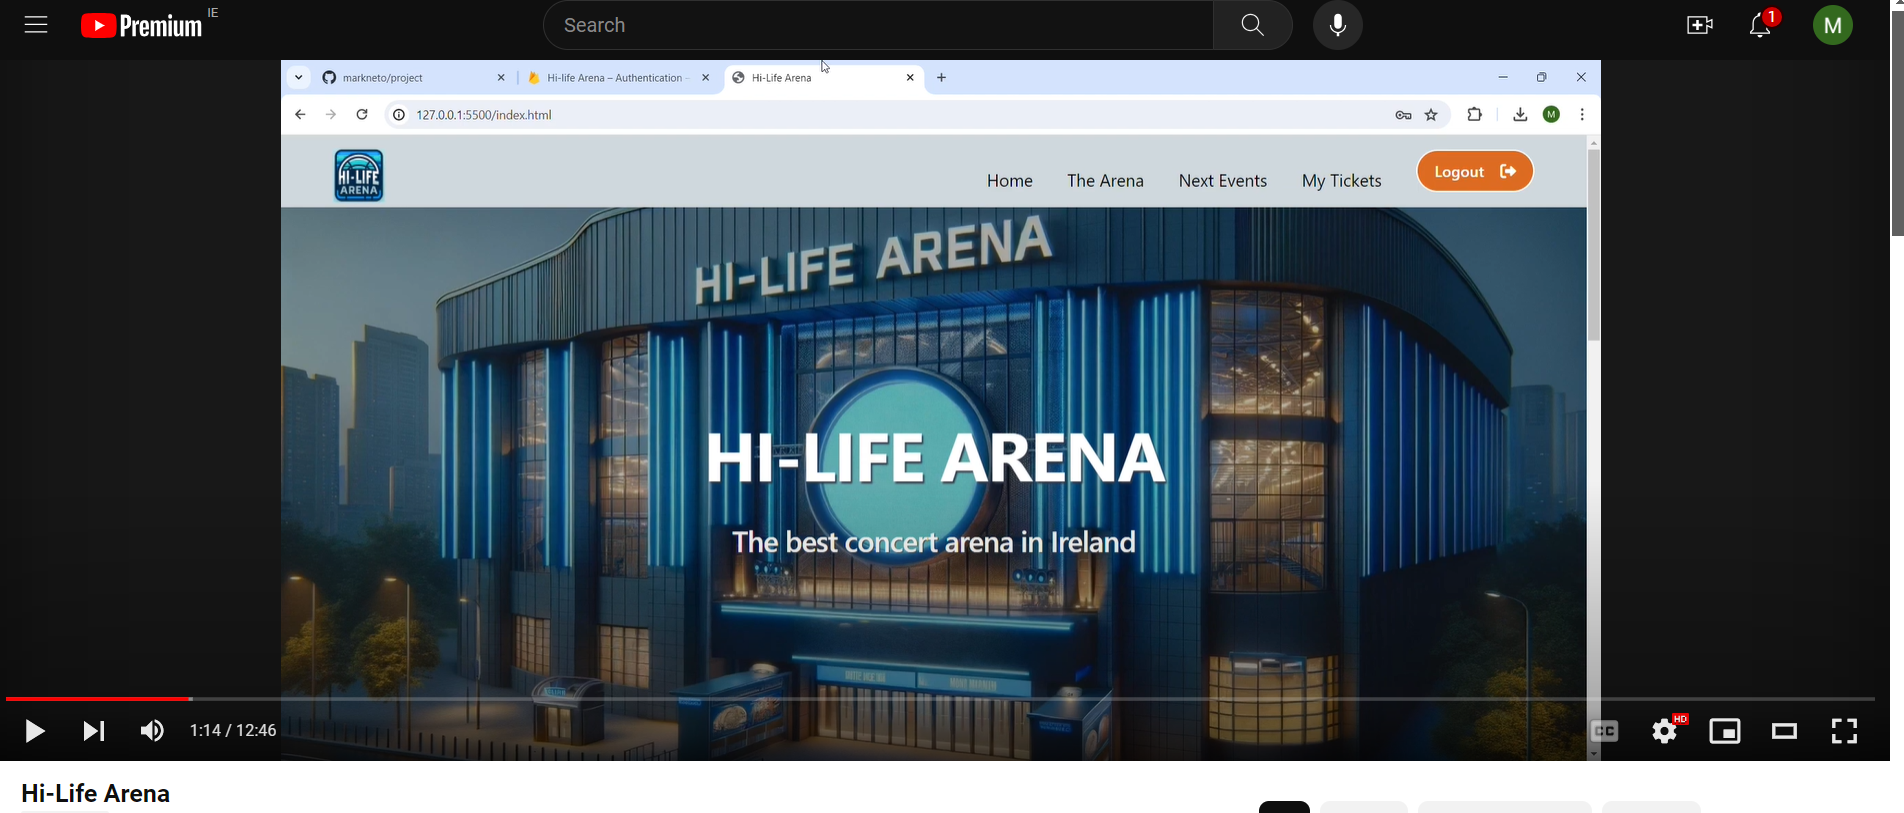 Premium IE
Search
1
M
markneto/project
Hi-life Arena – Authentication
Hi-Life Arena
127.0.0.1:5500/index.html
M
HI-LIFE
ARENA
Home
The Arena
Next Events
My Tickets
Logout
HI-LIFE ARENA
HI-LIFE ARENA
The best concert arena in Ireland
1:14 / 12:46
CC
HD
Hi-Life Arena